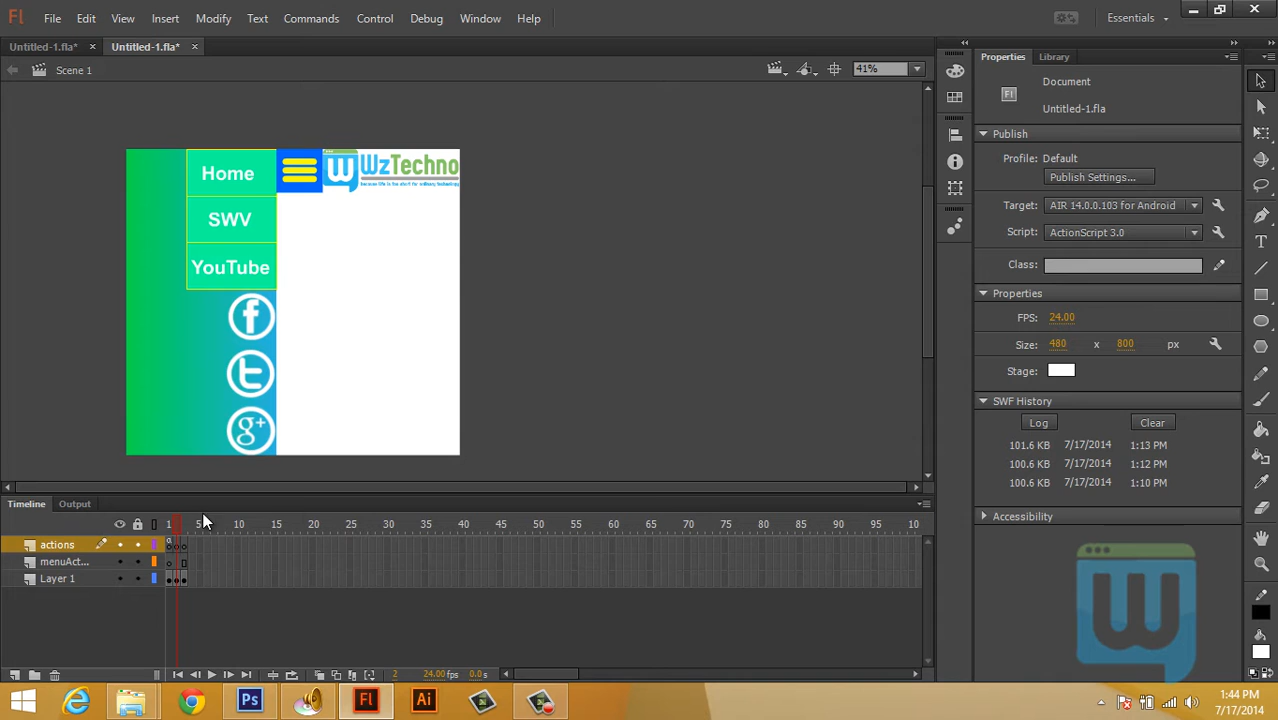 Fl File Edit View Insert Modify Text Commands Control Debug Window Help Essentials
Untitled-1.fla* Untitled-1.fla*
Scene 1 41%
Properties Library
Document
Fl Untitled-1.fla
Publish
Profile: Default
Publish Settings...
Target: AIR 14.0.0.103 for Android
Script: ActionScript 3.0
Class:
Properties
FPS: 24.00
Size: 480 x 800 px
Stage:
SWF History
Log Clear
101.6 KB 7/17/2014 1:13 PM
100.6 KB 7/17/2014 1:12 PM
100.6 KB 7/17/2014 1:10 PM
Accessibility
Home
SWV
YouTube
WzTechno
f
t
g+
Timeline Output
1 5 10 15 20 25 30 35 40 45 50 55 60 65 70 75 80 85 90 95 10
actions
menuAct...
Layer 1
2 24.00 fps 0.0 s
Ps Fl Ai
1:44 PM
7/17/2014